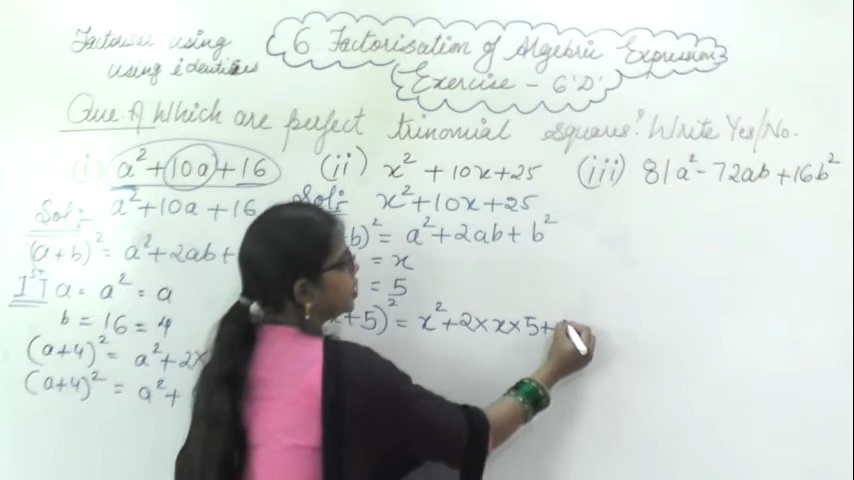 Factorise using
using identities
6 Factorisation of Algebric Expressions
Exercise - 6'D'
Que. A Which are perfect trinomial squares? Write Yes/No.
(i) a² + 10a + 16
(ii) x² + 10x + 25
(iii) 81a² - 72ab + 16b²
Sol:- a² + 10a + 16
(a+b)² = a² + 2ab +
IST a = a² = a
b = 16 = 4
(a+4)² = a² + 2×
(a+4)² = a² +
Sol:- x² + 10x + 25
b)² = a² + 2ab + b²
= x
= 5
x+5)² = x² + 2 × x × 5 +